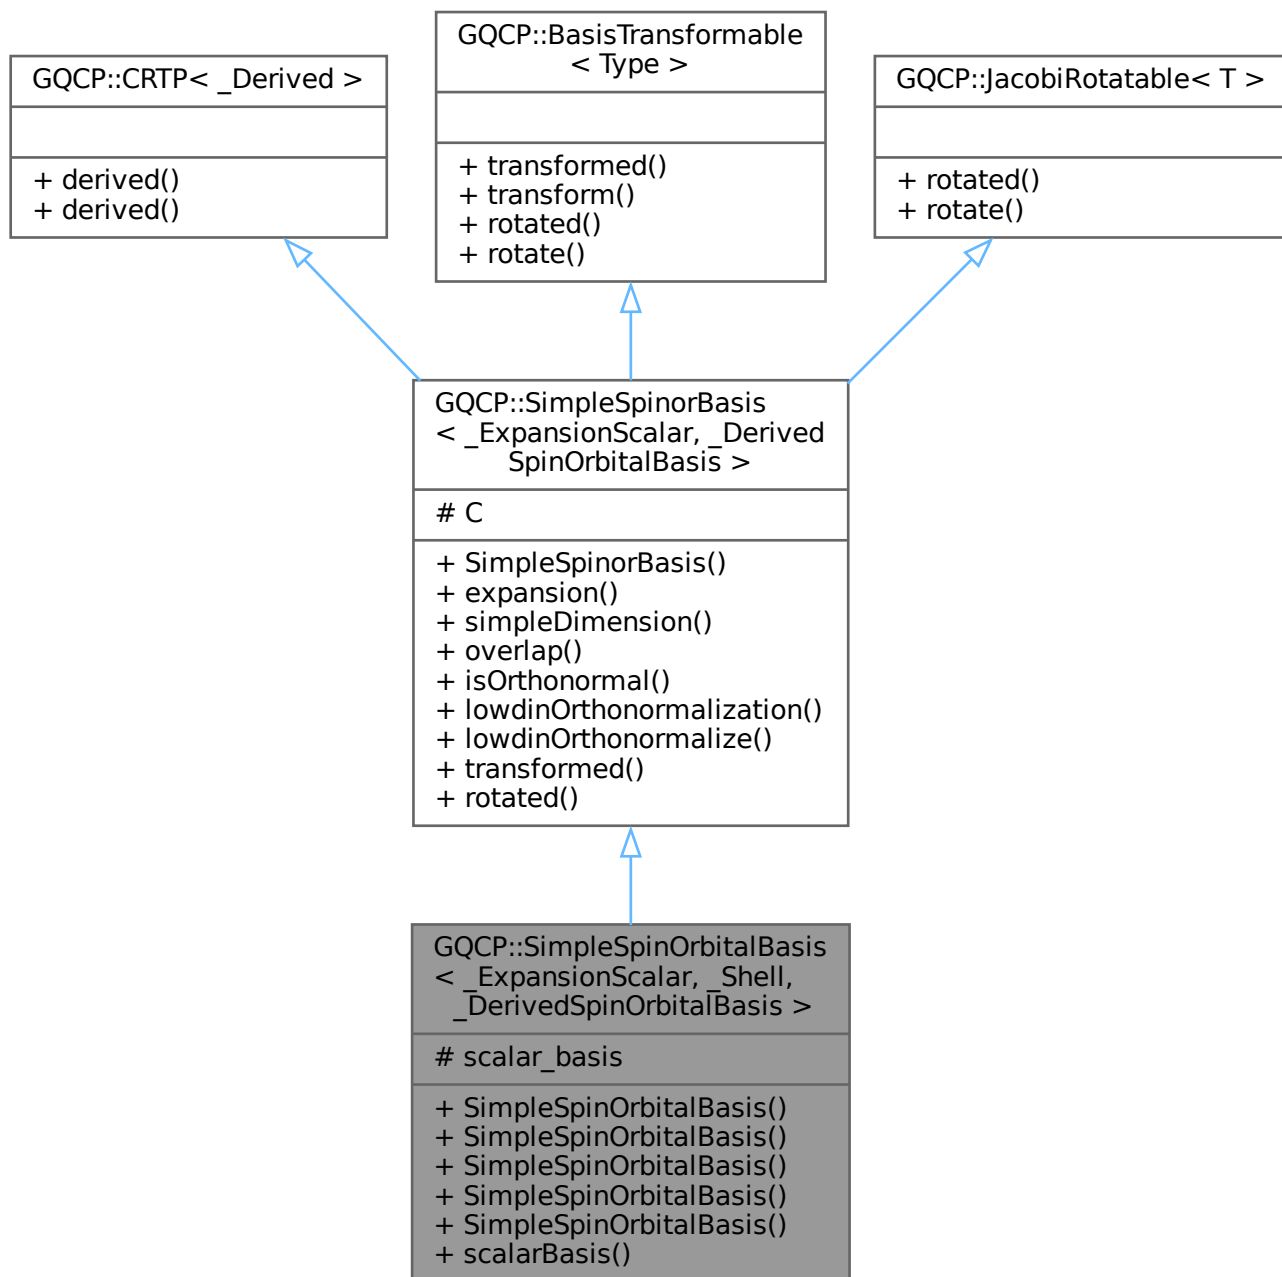 GQCP::CRTP< _Derived >
+ derived()
+ derived()
GQCP::BasisTransformable
< Type >
+ transformed()
+ transform()
+ rotated()
+ rotate()
GQCP::JacobiRotatable< T >
+ rotated()
+ rotate()
GQCP::SimpleSpinorBasis
< _ExpansionScalar, _Derived
SpinOrbitalBasis >
# C
+ SimpleSpinorBasis()
+ expansion()
+ simpleDimension()
+ overlap()
+ isOrthonormal()
+ lowdinOrthonormalization()
+ lowdinOrthonormalize()
+ transformed()
+ rotated()
GQCP::SimpleSpinOrbitalBasis
< _ExpansionScalar, _Shell,
_DerivedSpinOrbitalBasis >
# scalar_basis
+ SimpleSpinOrbitalBasis()
+ SimpleSpinOrbitalBasis()
+ SimpleSpinOrbitalBasis()
+ SimpleSpinOrbitalBasis()
+ SimpleSpinOrbitalBasis()
+ scalarBasis()